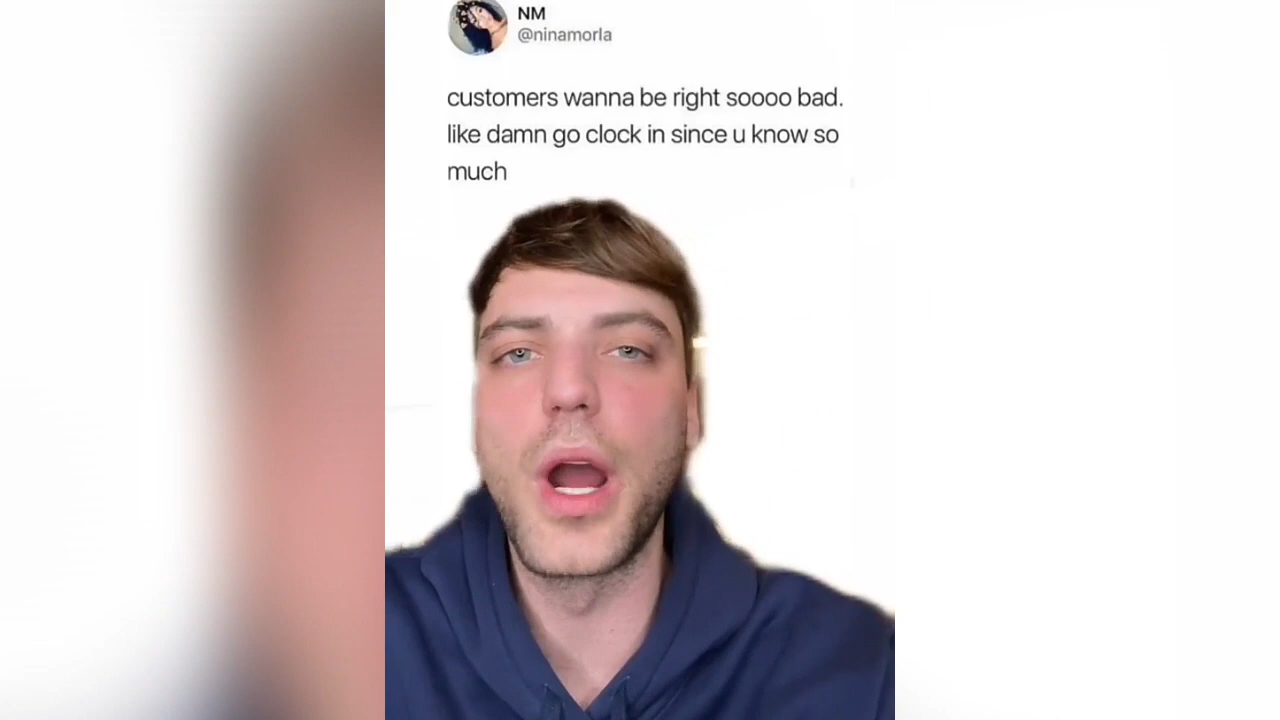 NM
@ninamorla
customers wanna be right soooo bad.
like damn go clock in since u know so
much